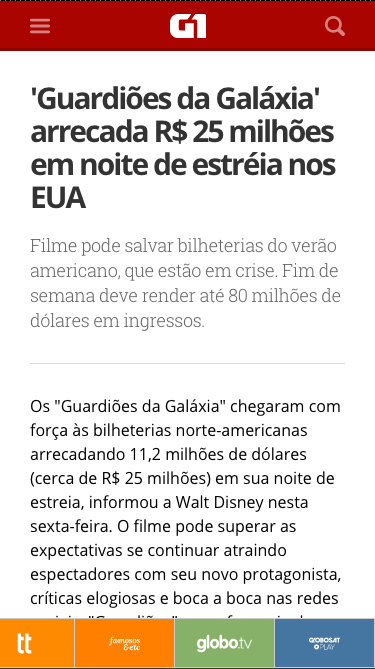 G1
'Guardiões da Galáxia'
arrecada R$ 25 milhões
em noite de estréia nos
EUA
Filme pode salvar bilheterias do verão
americano, que estão em crise. Fim de
semana deve render até 80 milhões de
dólares em ingressos.
Os "Guardiões da Galáxia" chegaram com
força às bilheterias norte-americanas
arrecadando 11,2 milhões de dólares
(cerca de R$ 25 milhões) em sua noite de
estreia, informou a Walt Disney nesta
sexta-feira. O filme pode superar as
expectativas se continuar atraindo
espectadores com seu novo protagonista,
críticas elogiosas e boca a boca nas redes
tt
famosos
&etc
globo.tv
GLOBOSAT
PLAY